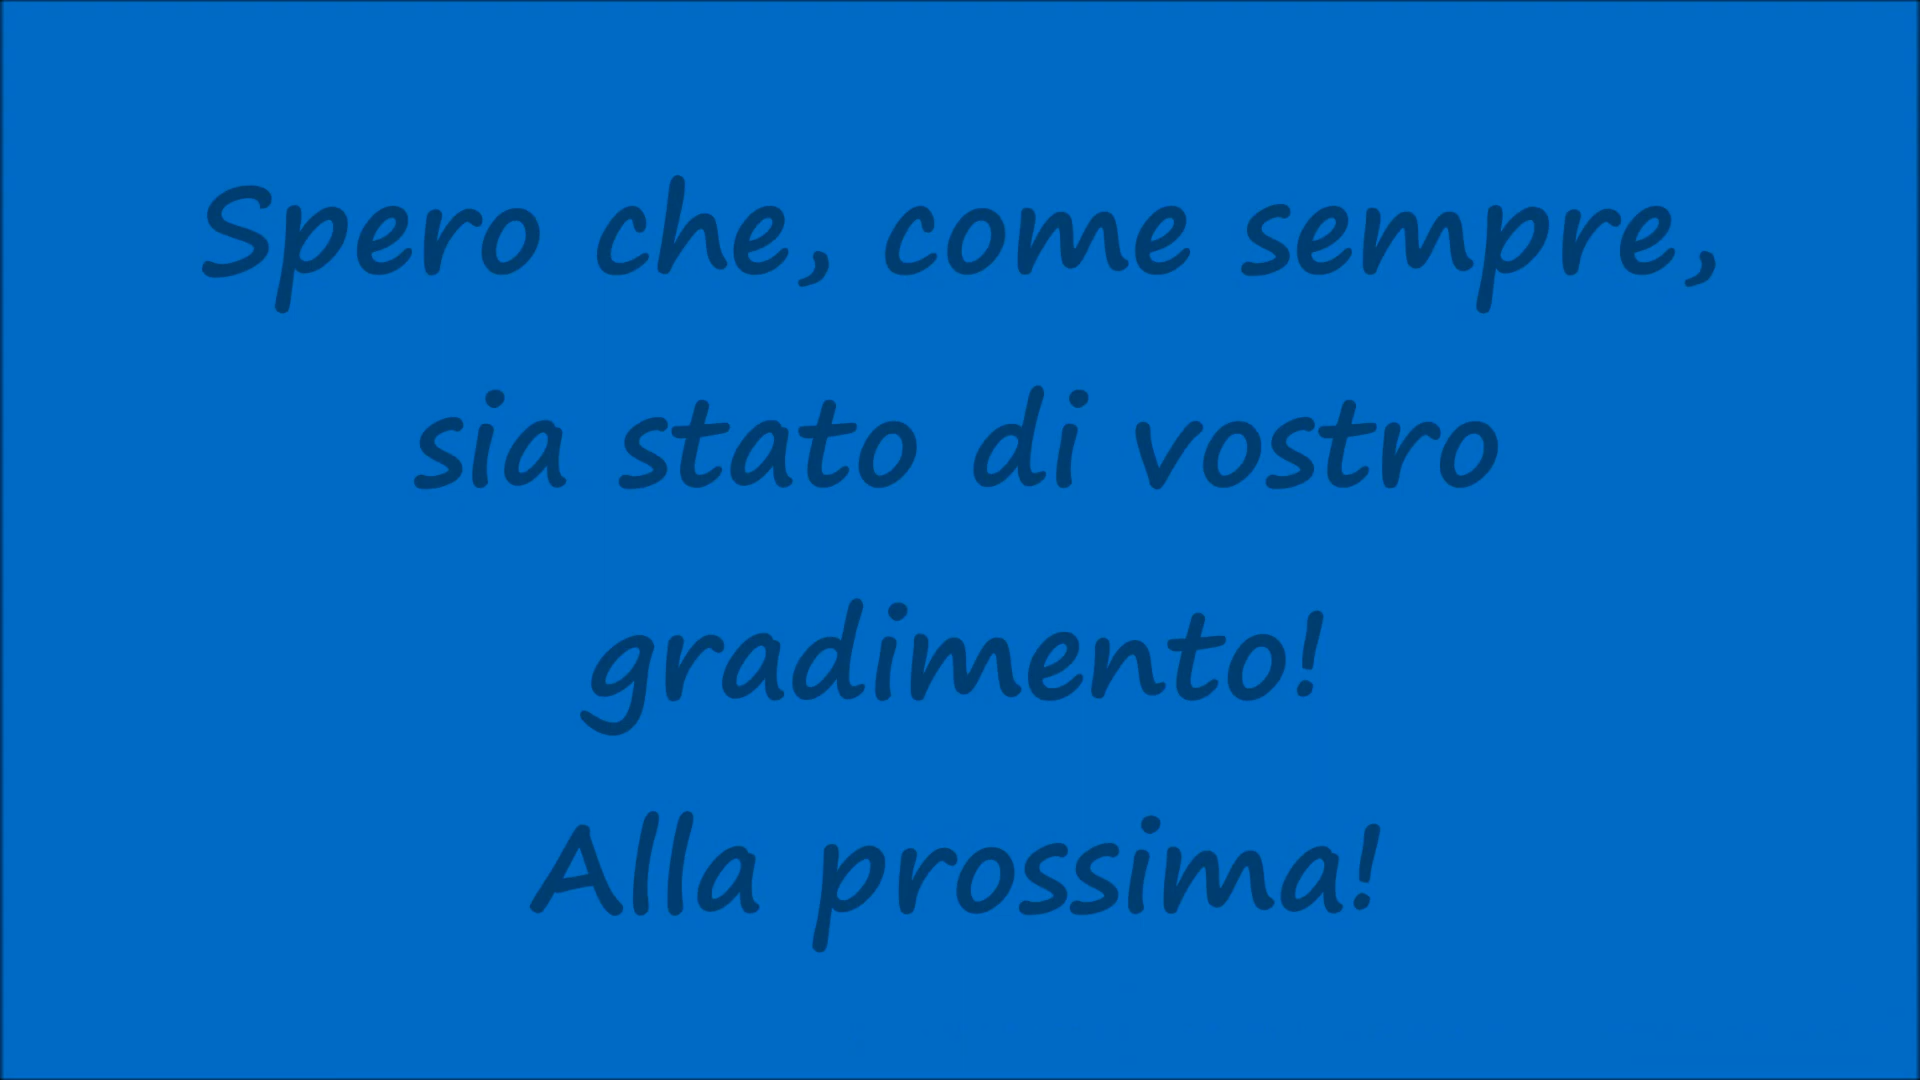 Spero che, come sempre,
sia stato di vostro
gradimento!
Alla prossima!